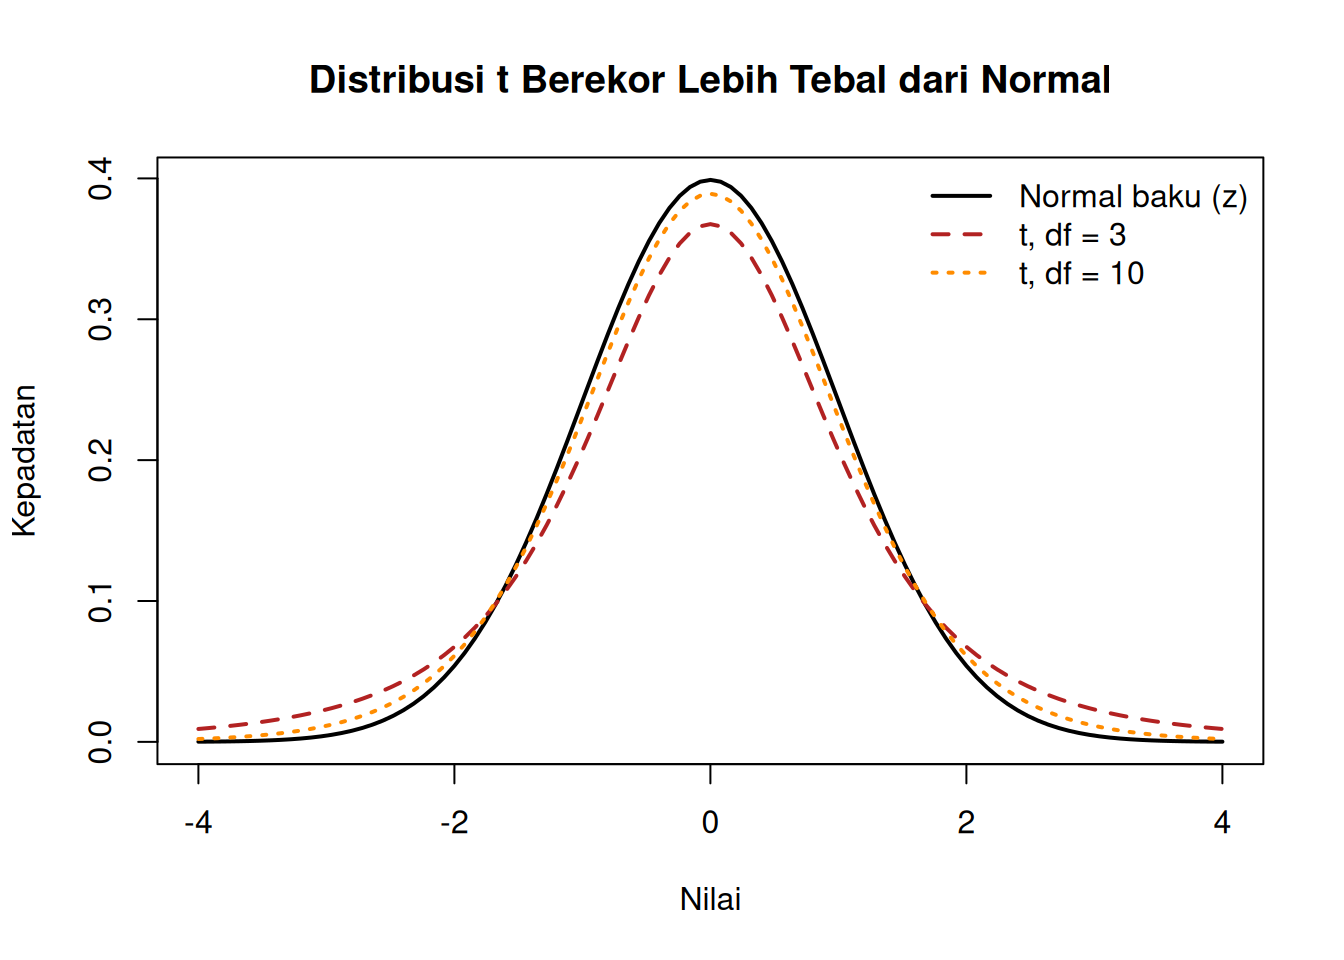 Distribusi t Berekor Lebih Tebal dari Normal
Normal baku (z)
t, df = 3
t, df = 10
Kepadatan
0.4
0.3
0.2
0.1
0.0
-4
-2
0
2
4
Nilai